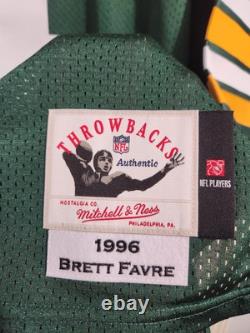 THROWBACKS
NFL
Authentic
NOSTALGIA CO.
Mitchell & Ness
PHILADELPHIA, PA.
NFL PLAYERS
1996
BRETT FAVRE